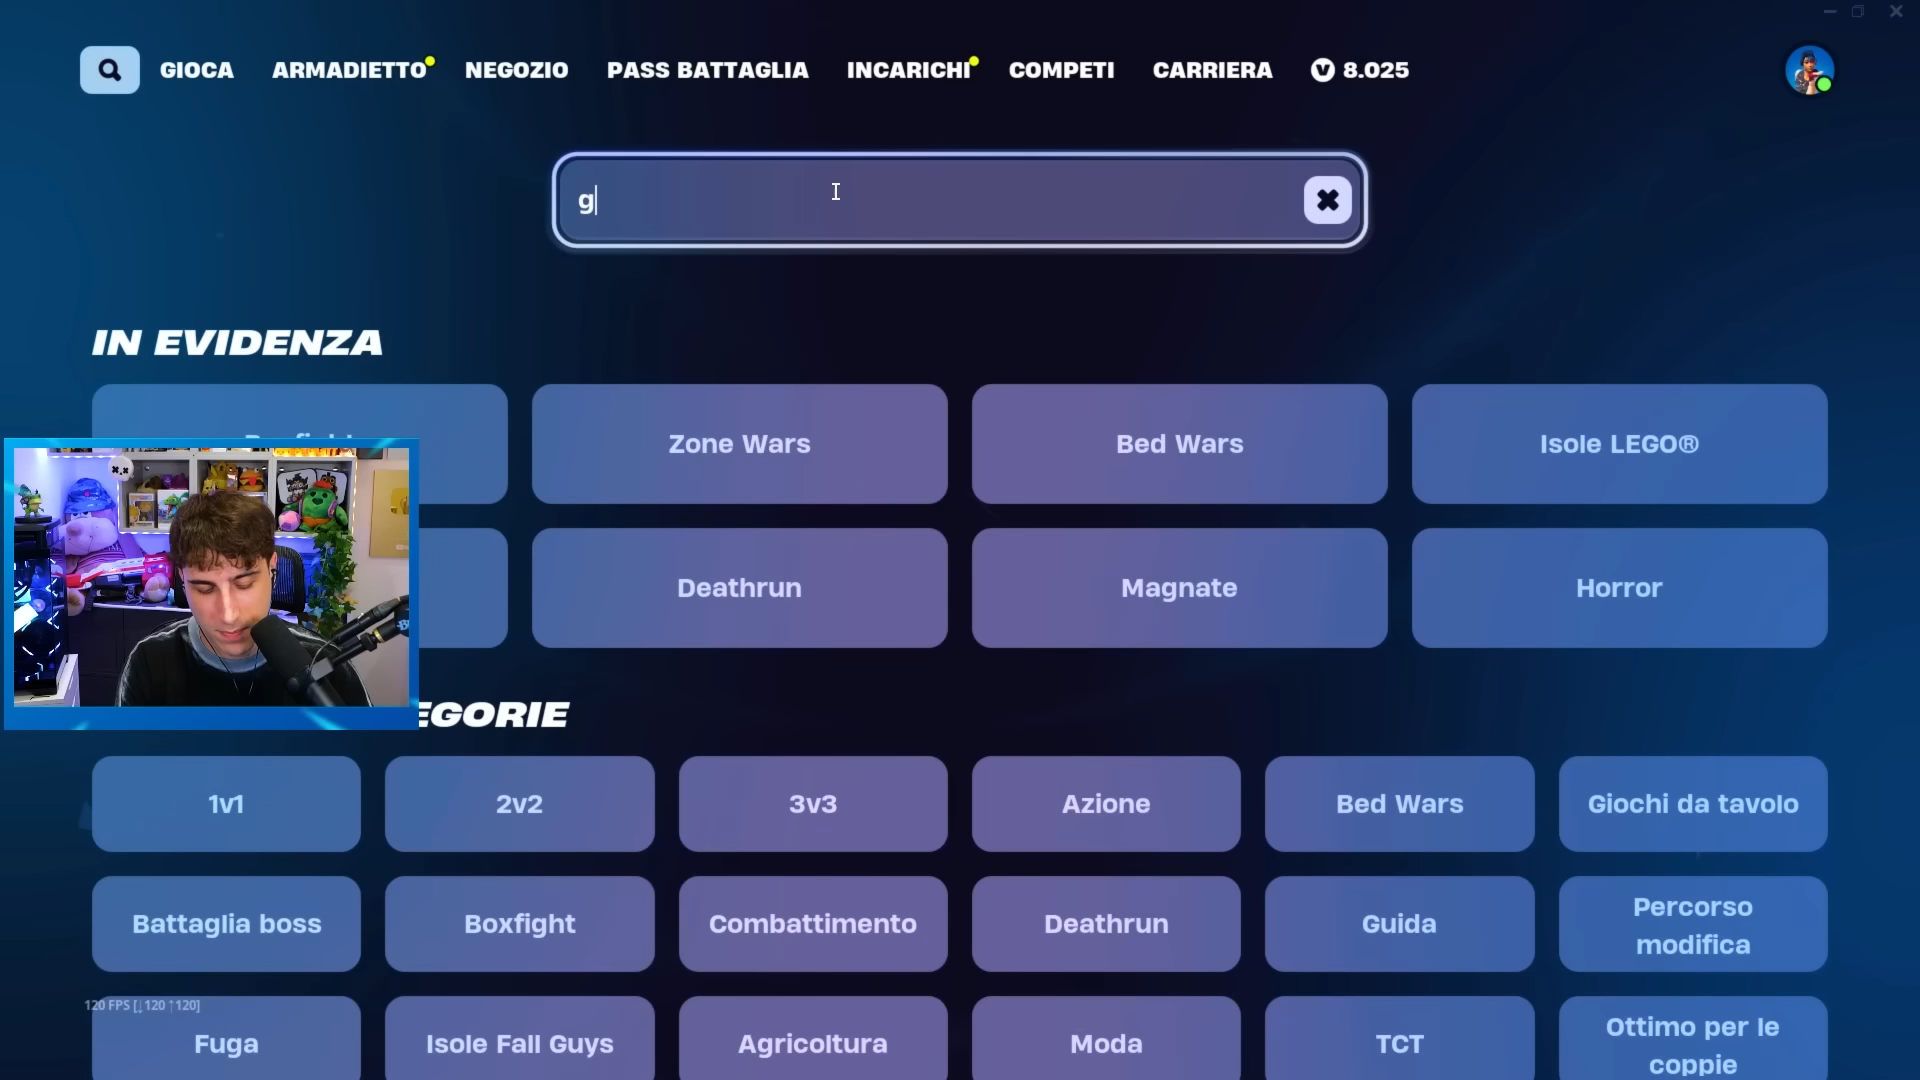 GIOCA ARMADIETTO NEGOZIO PASS BATTAGLIA INCARICHI COMPETI CARRIERA 8.025
g
IN EVIDENZA
Zone Wars Bed Wars Isole LEGO®
Deathrun Magnate Horror
EGORIE
1v1 2v2 3v3 Azione Bed Wars Giochi da tavolo
Battaglia boss Boxfight Combattimento Deathrun Guida Percorso
modifica
120 FPS [↓120 ↑120]
Fuga Isole Fall Guys Agricoltura Moda TCT Ottimo per le
coppie